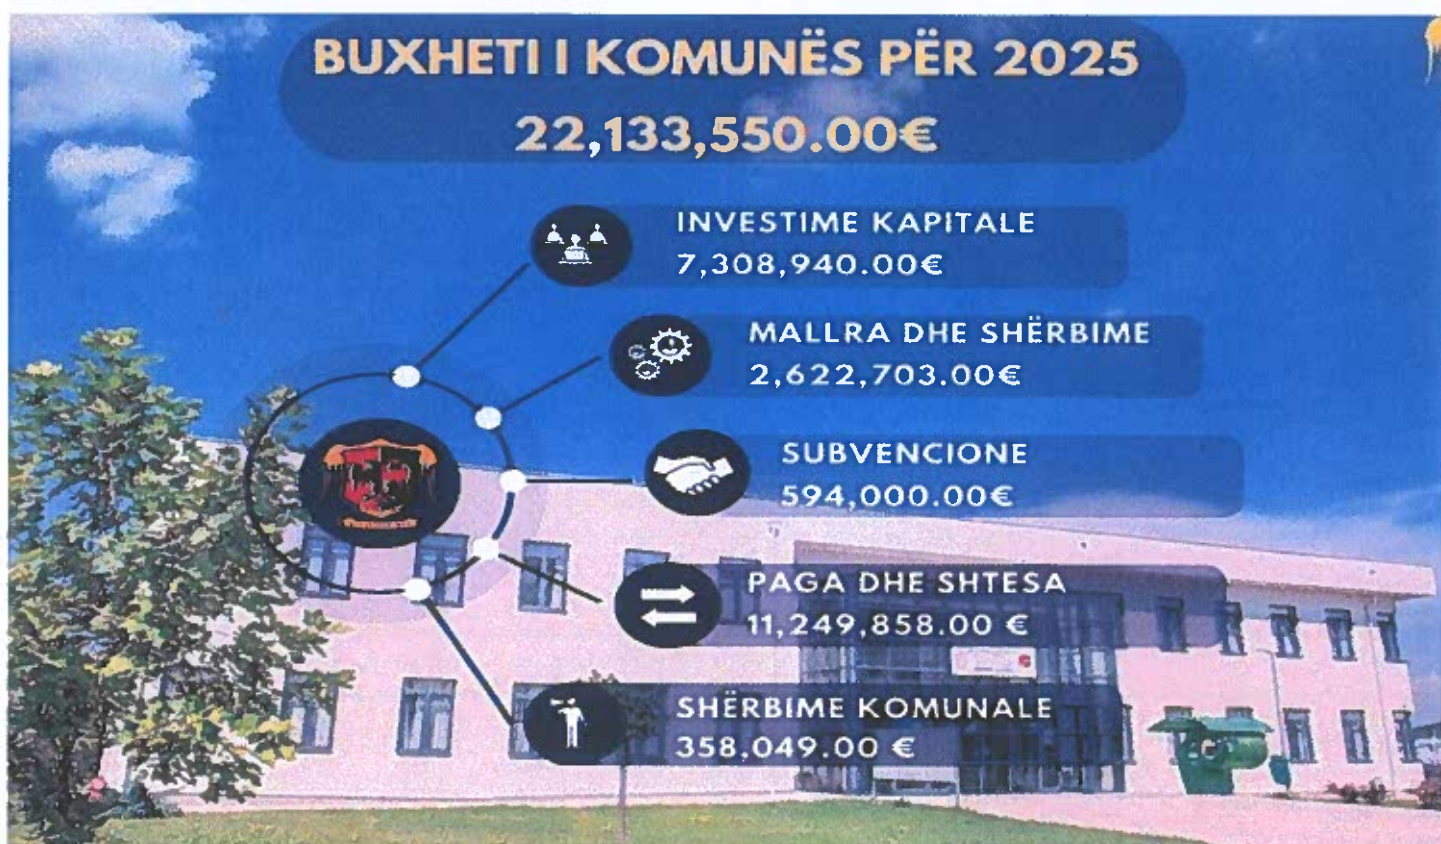 BUXHETI I KOMUNËS PËR 2025
22,133,550.00€
INVESTIME KAPITALE
7,308,940.00€
MALLRA DHE SHËRBIME
2,622,703.00€
SUBVENCIONE
594,000.00€
PAGA DHE SHTESA
11,249,858.00 €
SHËRBIME KOMUNALE
358,049.00 €